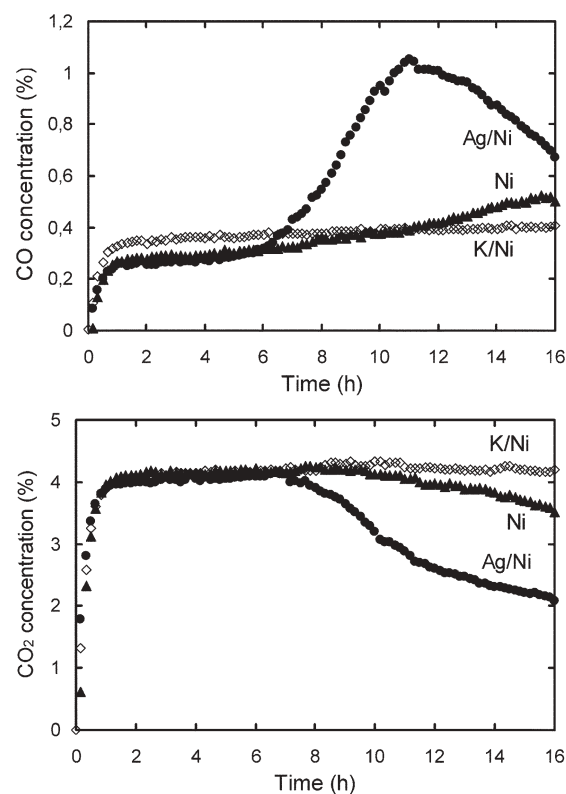 1,2
1
0,8
0,6
0,4
0,2
0
CO concentration (%)
Ag/Ni
Ni
K/Ni
0 2 4 6 8 10 12 14 16
Time (h)
5
4
3
2
1
0
CO₂ concentration (%)
K/Ni
Ni
Ag/Ni
0 2 4 6 8 10 12 14 16
Time (h)